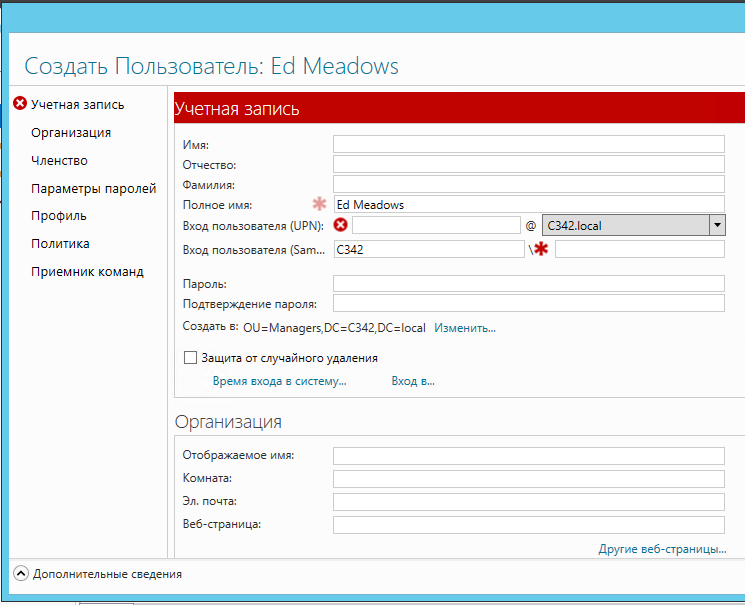 Создать Пользователь: Ed Meadows
Учетная запись
Организация
Членство
Параметры паролей
Профиль
Политика
Приемник команд
Учетная запись
Имя:
Отчество:
Фамилия:
Полное имя: * Ed Meadows
Вход пользователя (UPN): @ C342.local
Вход пользователя (Sam... C342 \*
Пароль:
Подтверждение пароля:
Создать в: OU=Managers,DC=C342,DC=local Изменить...
Защита от случайного удаления
Время входа в систему... Вход в...
Организация
Отображаемое имя:
Комната:
Эл. почта:
Веб-страница:
Другие веб-страницы...
Дополнительные сведения